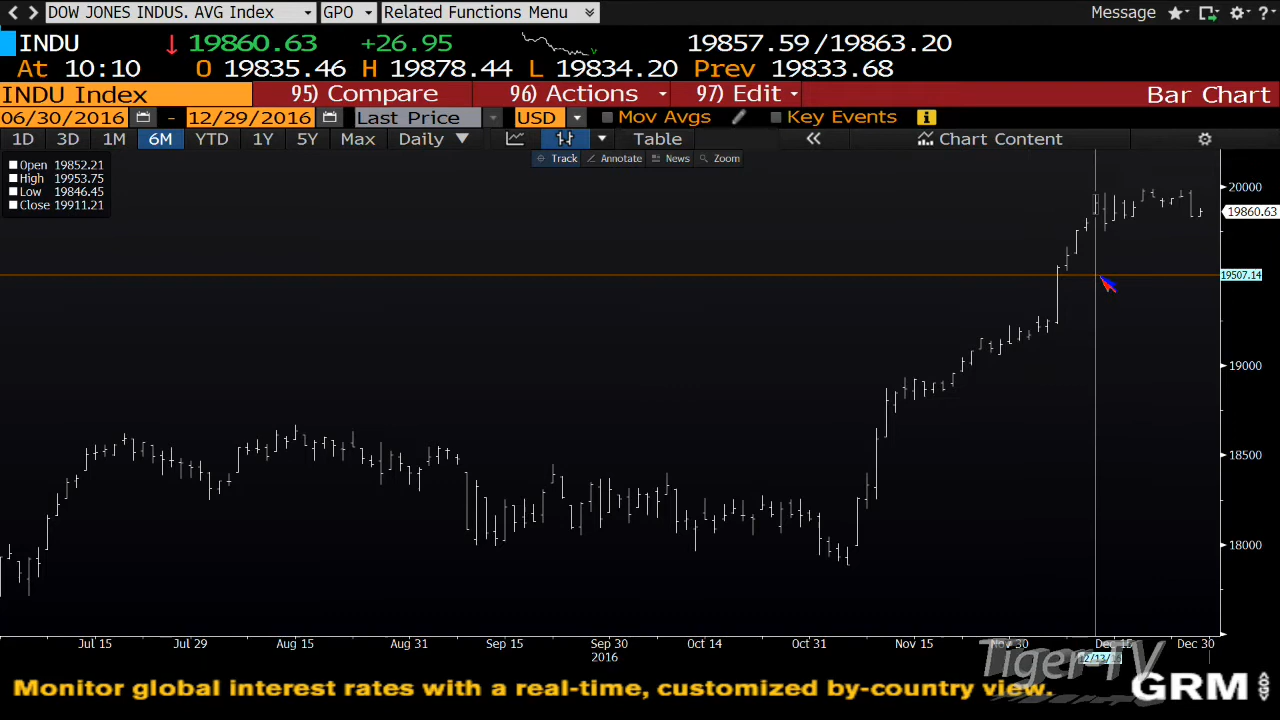 DOW JONES INDUS. AVG Index GPO Related Functions Menu Message ?
INDU 19860.63 +26.95 19857.59/19863.20
At 10:10 O 19835.46 H 19878.44 L 19834.20 Prev 19833.68
INDU Index 95) Compare 96) Actions 97) Edit Bar Chart
06/30/2016 - 12/29/2016 Last Price USD Mov Avgs Key Events i
1D 3D 1M 6M YTD 1Y 5Y Max Daily Table Chart Content
Track Annotate News Zoom
Open 19852.21
High 19953.75
Low 19846.45
Close 19911.21
20000
19860.63
19507.14
19000
18500
18000
Jul 15 Jul 29 Aug 15 Aug 31 Sep 15 Sep 30 Oct 14 Oct 31 Nov 15 Nov 30 Dec 15 Dec 30
2016
Tiger-TV
Monitor global interest rates with a real-time, customized by-country view. GRM <GO>